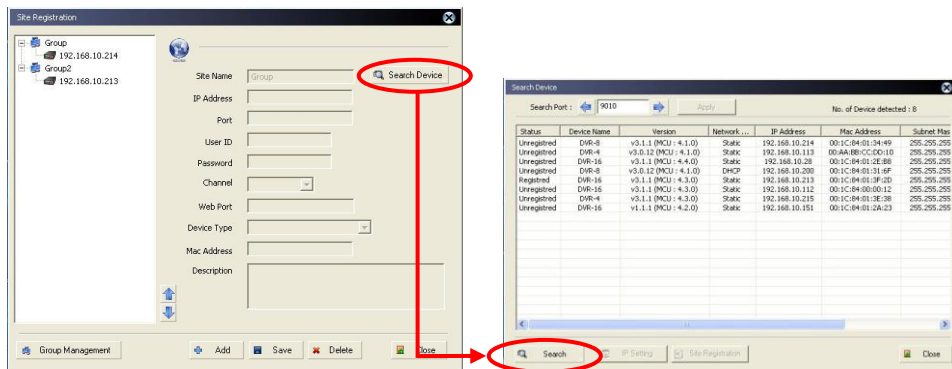 Site Registration
Group
192.168.10.214
Group2
192.168.10.213
Site Name Group Search Device
IP Address
Port
User ID
Password
Channel
Web Port
Device Type
Mac Address
Description
Group Management Add Save Delete Close
Search Device
Search Port : 9010 Apply No. of Device detected : 8
Status Device Name Version Network ... IP Address Mac Address Subnet Mas
Unregistred DVR-8 v3.1.1 (MCU : 4.1.0) Static 192.168.10.214 00:1C:84:01:34:49 255.255.255
Unregistred DVR-4 v3.0.12 (MCU : 4.1.0) Static 192.168.10.113 00:AA:BB:CC:DD:10 255.255.255
Unregistred DVR-16 v3.1.1 (MCU : 4.4.0) Static 192.168.10.28 00:1C:84:01:2E:BB 255.255.255
Unregistred DVR-8 v3.0.12 (MCU : 4.1.0) DHCP 192.168.10.200 00:1C:84:01:31:6F 255.255.255
Registred DVR-16 v3.1.1 (MCU : 4.3.0) Static 192.168.10.213 00:1C:84:01:3F:2D 255.255.255
Unregistred DVR-16 v3.1.1 (MCU : 4.3.0) Static 192.168.10.112 00:1C:84:00:00:12 255.255.255
Unregistred DVR-4 v3.1.1 (MCU : 4.3.0) Static 192.168.10.215 00:1C:84:01:3E:3B 255.255.255
Unregistred DVR-16 v1.1.1 (MCU : 4.2.0) Static 192.168.10.151 00:1C:84:01:2A:23 255.255.255
Search IP Setting Site Registration Close